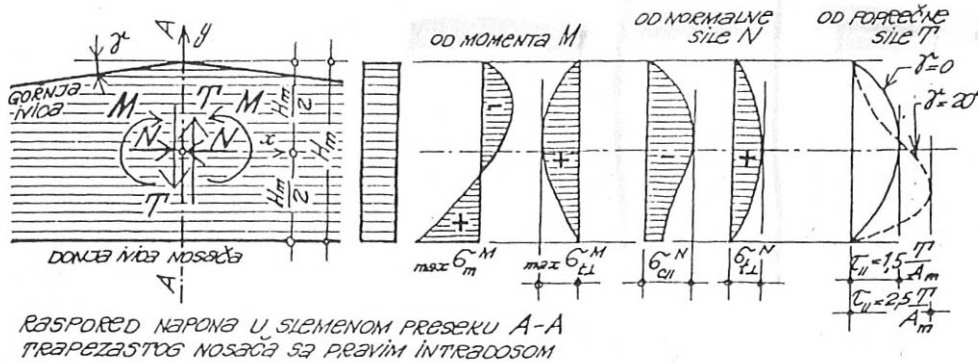 OD MOMENTA M
OD NORMALNE
SILE N
OD POPREČNE
SILE T
A
y
γ
γ=0
γ=20°
GORNJA
IVICA
M T M
N N
x
T
Hm/2
Hm/2
Hm
-
+
+
-
+
DONJA IVICA NOSAČA
A
max σm^M
max σt⊥^M
σc||^N
σt⊥^N
τ||=1,5 T/Am
τ||=2,5 T/Am
RASPORED NAPONA U SLEMENOM PRESEKU A-A
TRAPEZASTOG NOSAČA SA PRAVIM INTRADOSOM